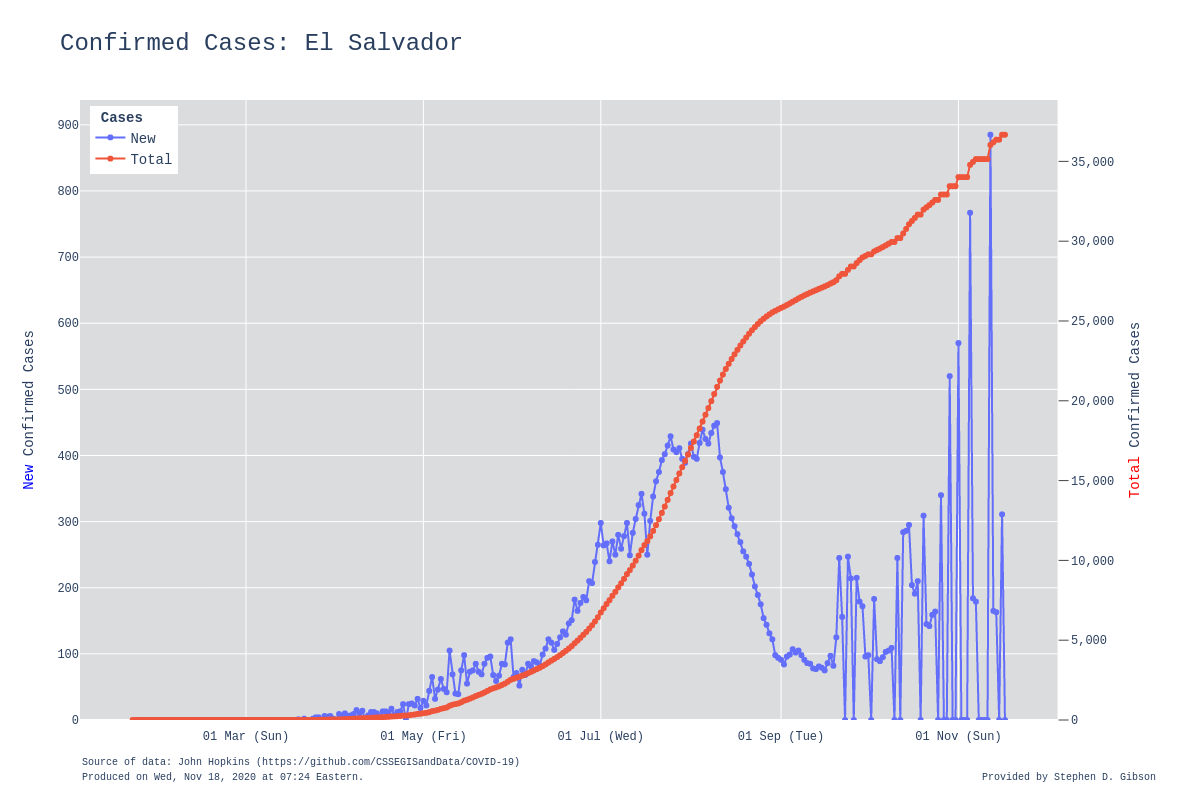 Confirmed Cases: El Salvador
Cases
New
Total
900
800
700
600
500
400
300
200
100
0
New Confirmed Cases
35,000
30,000
25,000
20,000
15,000
10,000
5,000
0
Total Confirmed Cases
01 Mar (Sun)
01 May (Fri)
01 Jul (Wed)
01 Sep (Tue)
01 Nov (Sun)
Source of data: John Hopkins (https://github.com/CSSEGISandData/COVID-19)
Produced on Wed, Nov 18, 2020 at 07:24 Eastern.
Provided by Stephen D. Gibson